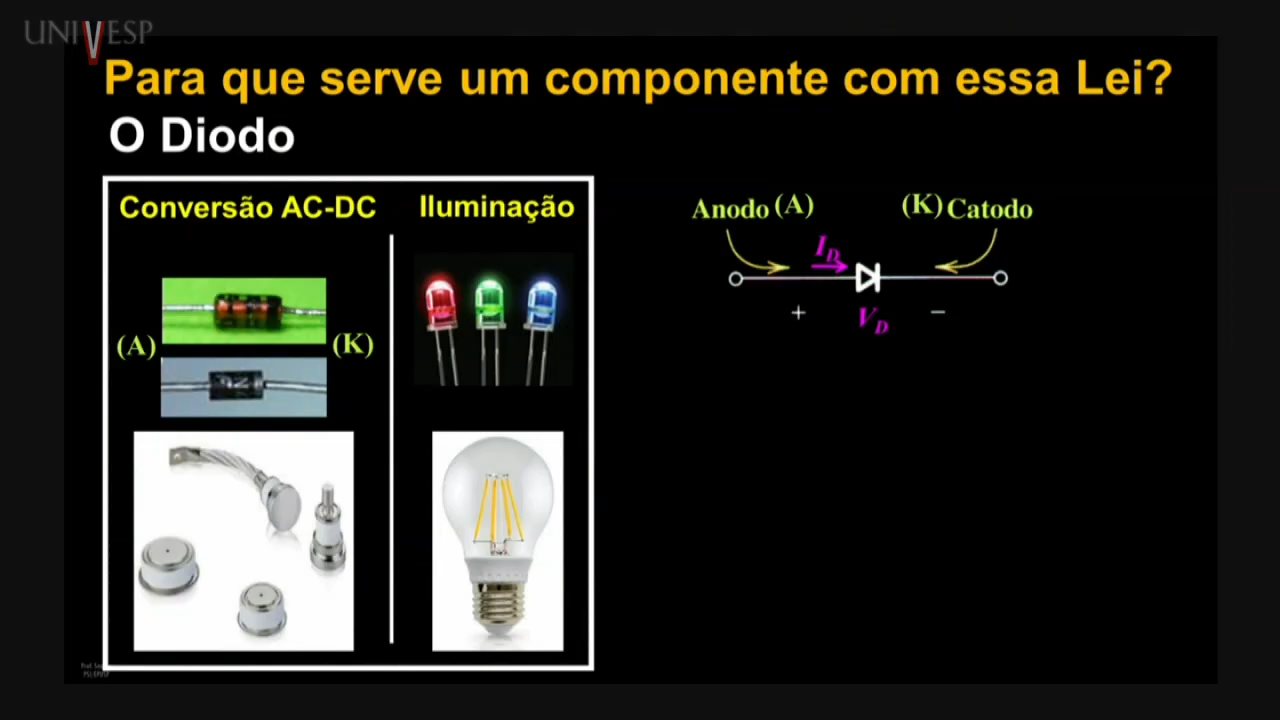 UNIVESP
Para que serve um componente com essa Lei?
O Diodo
Conversão AC-DC
Iluminação
(A)
(K)
Anodo (A)
(K) Catodo
I_D
+
V_D
−